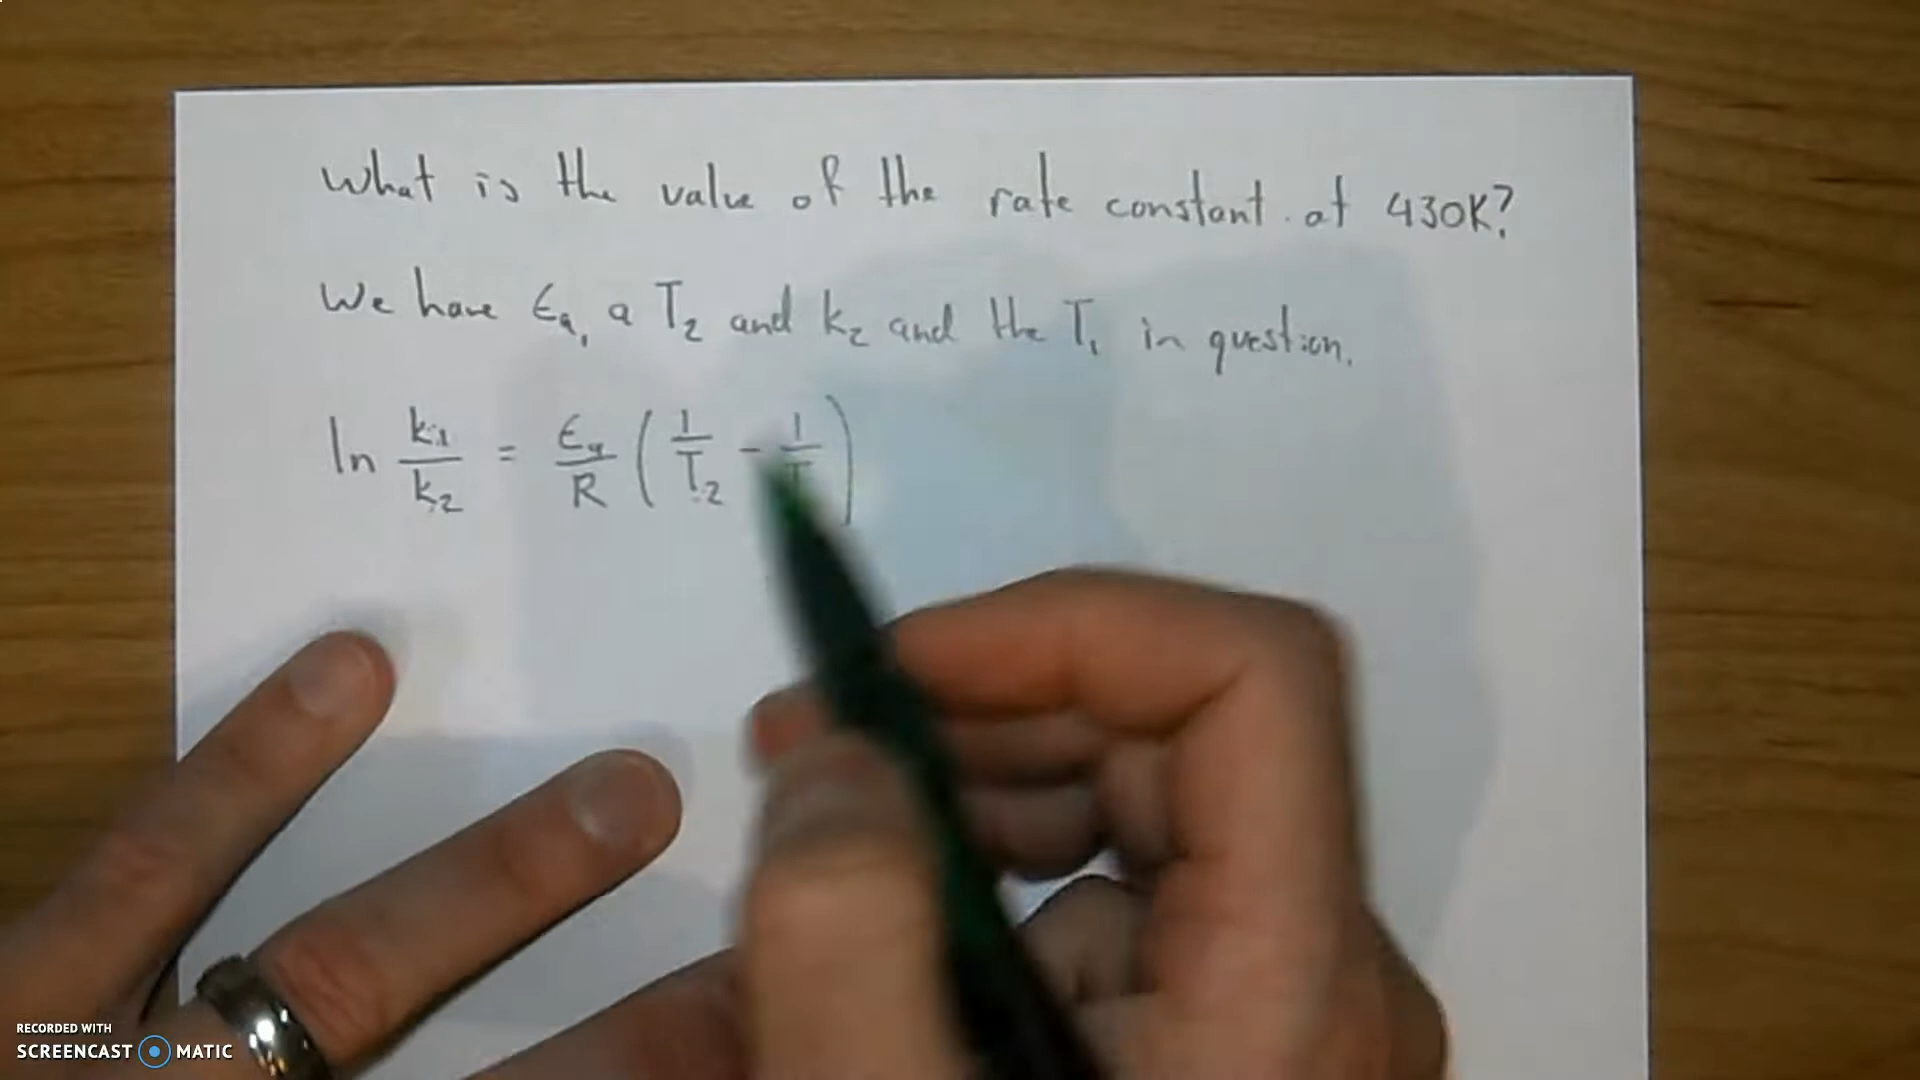 What is the value of the rate constant at 430K?
We have Ea, a T2 and k2 and the T1 in question.
ln k1/k2 = Ea/R ( 1/T2 - 1/T )
RECORDED WITH
SCREENCAST MATIC